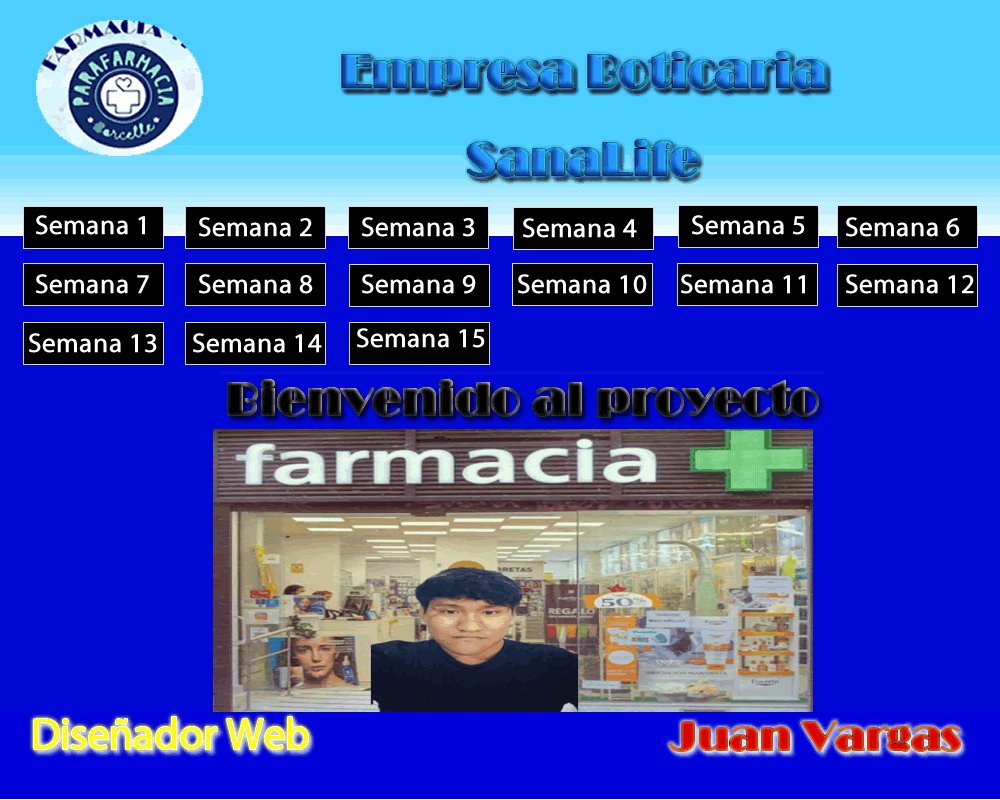 FARMACIA
PARAFARMACIA
Borcelle
Empresa Boticaria
SanaLife
Semana 1
Semana 2
Semana 3
Semana 4
Semana 5
Semana 6
Semana 7
Semana 8
Semana 9
Semana 10
Semana 11
Semana 12
Semana 13
Semana 14
Semana 15
Bienvenido al proyecto
farmacia
REGALO
50%
Diseñador Web
Juan Vargas